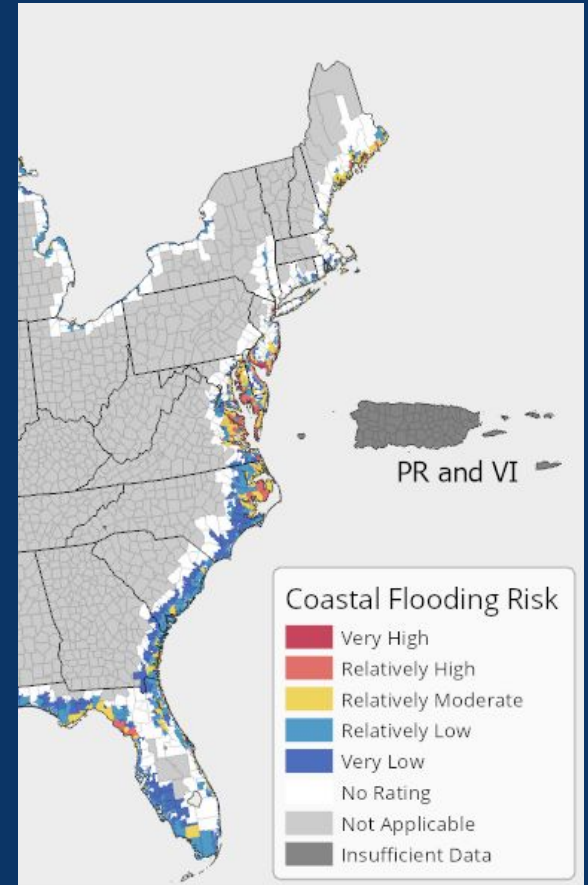 PR and VI
Coastal Flooding Risk
Very High
Relatively High
Relatively Moderate
Relatively Low
Very Low
No Rating
Not Applicable
Insufficient Data